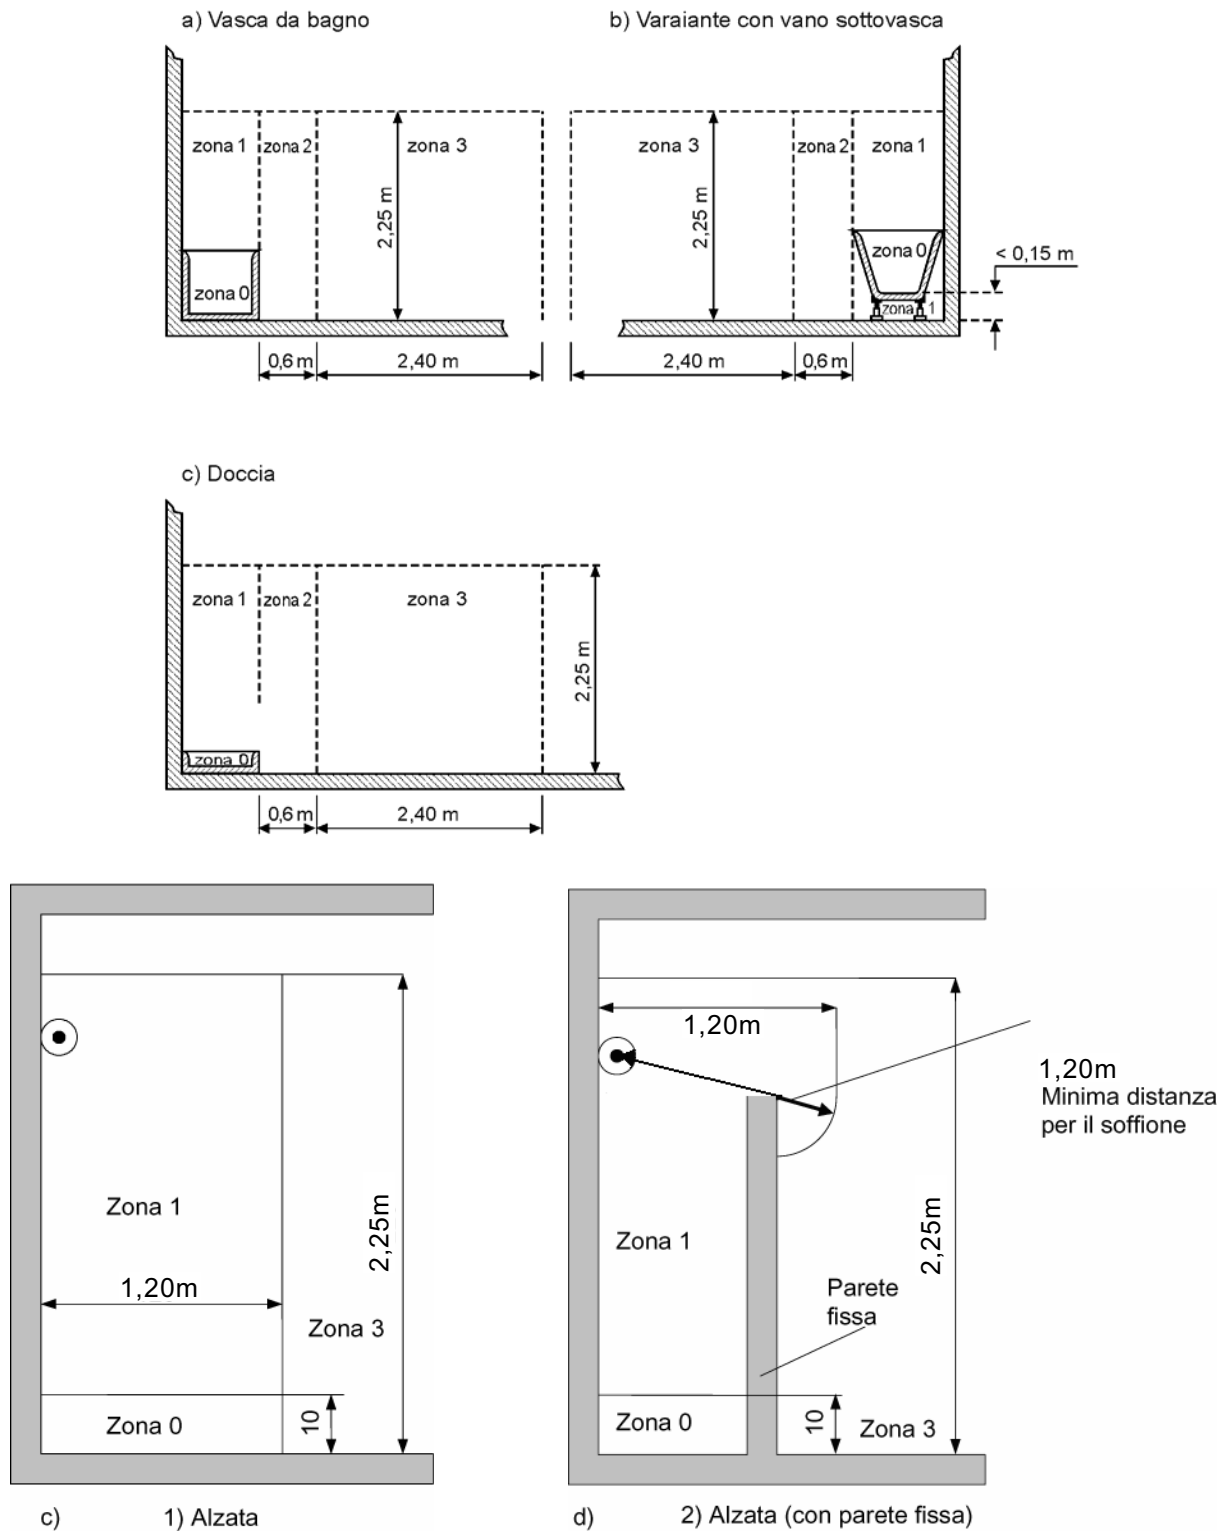 a) Vasca da bagno
b) Varaiante con vano sottovasca
zona 1
zona 2
zona 3
2,25 m
zona 0
0,6 m
2,40 m
zona 3
zona 2
zona 1
2,25 m
zona 0
< 0,15 m
zona 1
2,40 m
0,6 m
c) Doccia
zona 1
zona 2
zona 3
2,25 m
zona 0
0,6 m
2,40 m
Zona 1
1,20m
2,25m
Zona 3
Zona 0
10
c)
1) Alzata
1,20m
1,20m
Minima distanza
per il soffione
Zona 1
2,25m
Parete
fissa
Zona 0
10
Zona 3
d)
2) Alzata (con parete fissa)